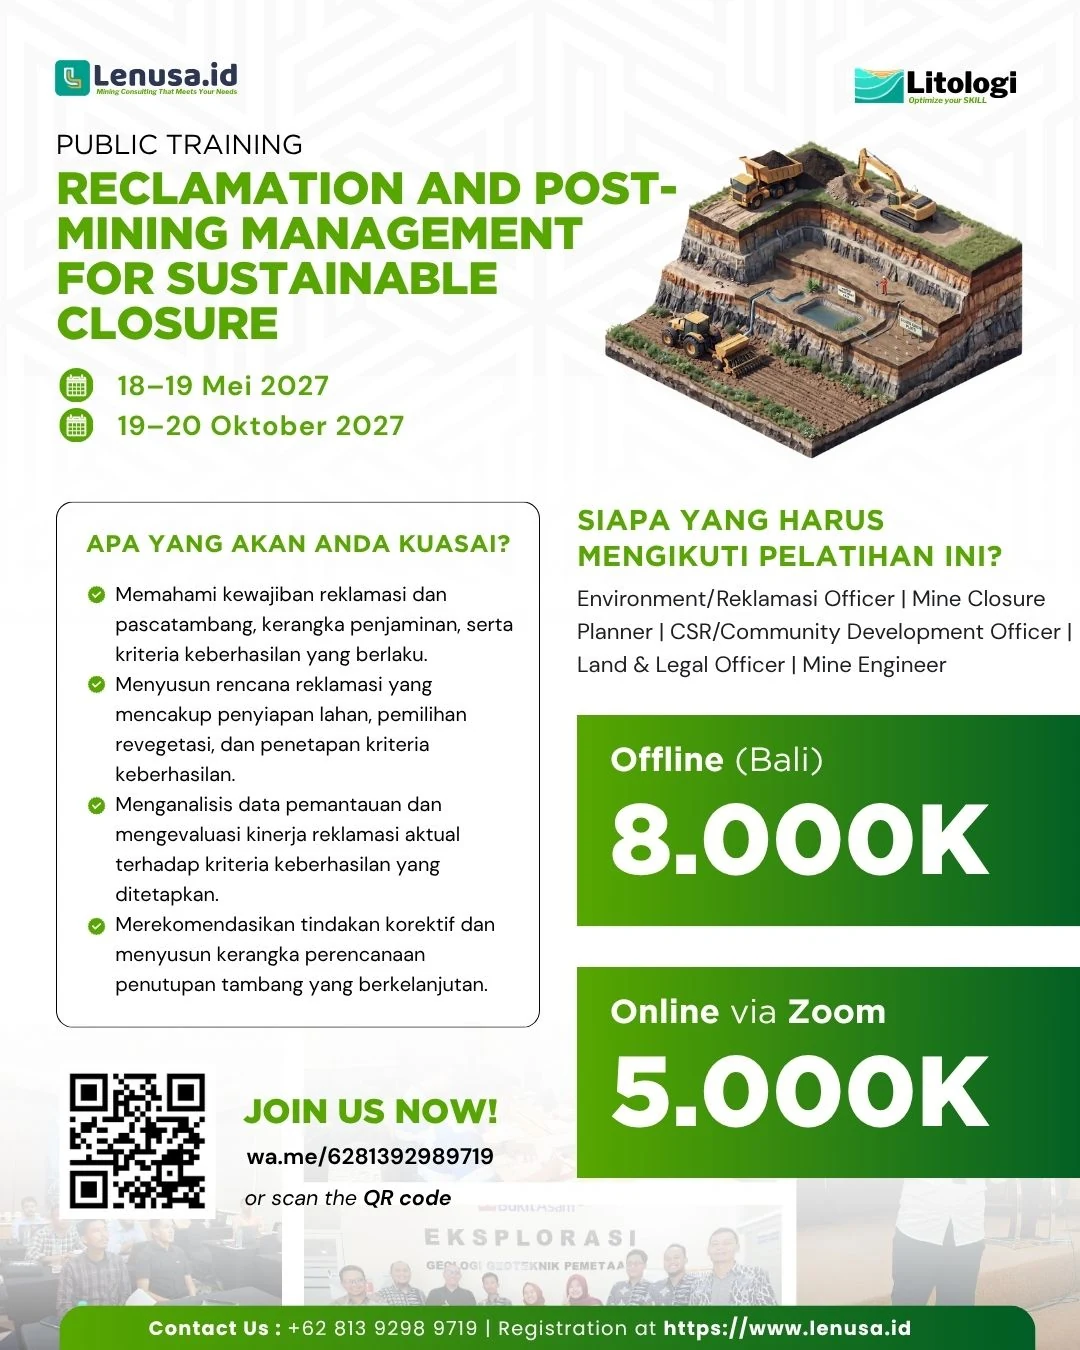 Lenusa.id
Mining Consulting That Meets Your Needs
Litologi
Optimize your SKILL
PUBLIC TRAINING
RECLAMATION AND POST-
MINING MANAGEMENT
FOR SUSTAINABLE
CLOSURE
18–19 Mei 2027
19–20 Oktober 2027
APA YANG AKAN ANDA KUASAI?
Memahami kewajiban reklamasi dan
pascatambang, kerangka penjaminan, serta
kriteria keberhasilan yang berlaku.
Menyusun rencana reklamasi yang
mencakup penyiapan lahan, pemilihan
revegetasi, dan penetapan kriteria
keberhasilan.
Menganalisis data pemantauan dan
mengevaluasi kinerja reklamasi aktual
terhadap kriteria keberhasilan yang
ditetapkan.
Merekomendasikan tindakan korektif dan
menyusun kerangka perencanaan
penutupan tambang yang berkelanjutan.
SIAPA YANG HARUS
MENGIKUTI PELATIHAN INI?
Environment/Reklamasi Officer | Mine Closure
Planner | CSR/Community Development Officer |
Land & Legal Officer | Mine Engineer
Offline (Bali)
8.000K
Online via Zoom
5.000K
JOIN US NOW!
wa.me/6281392989719
or scan the QR code
BukitAsam
EKSPLORASI
GEOLOGI GEOTEKNIK PEMETAA
Contact Us : +62 813 9298 9719 | Registration at https://www.lenusa.id